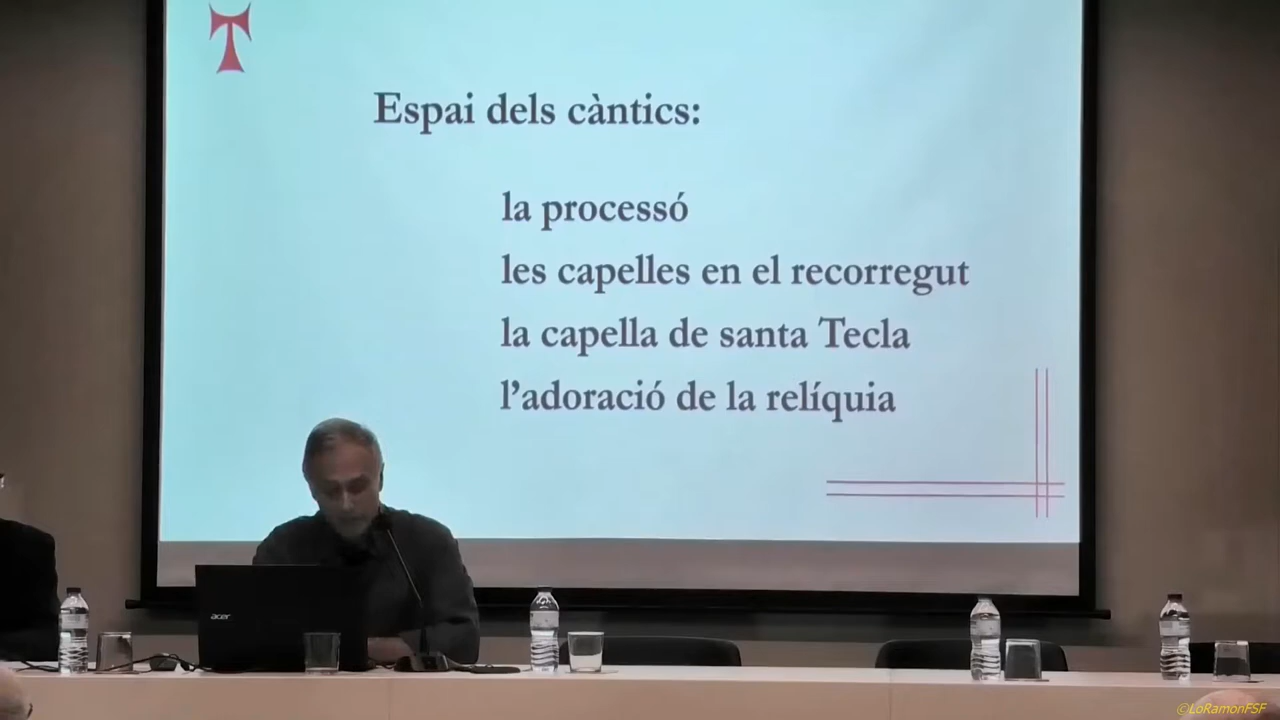 Espai dels càntics:
la processó
les capelles en el recorregut
la capella de santa Tecla
l'adoració de la relíquia
acer
©LoRamonFSF